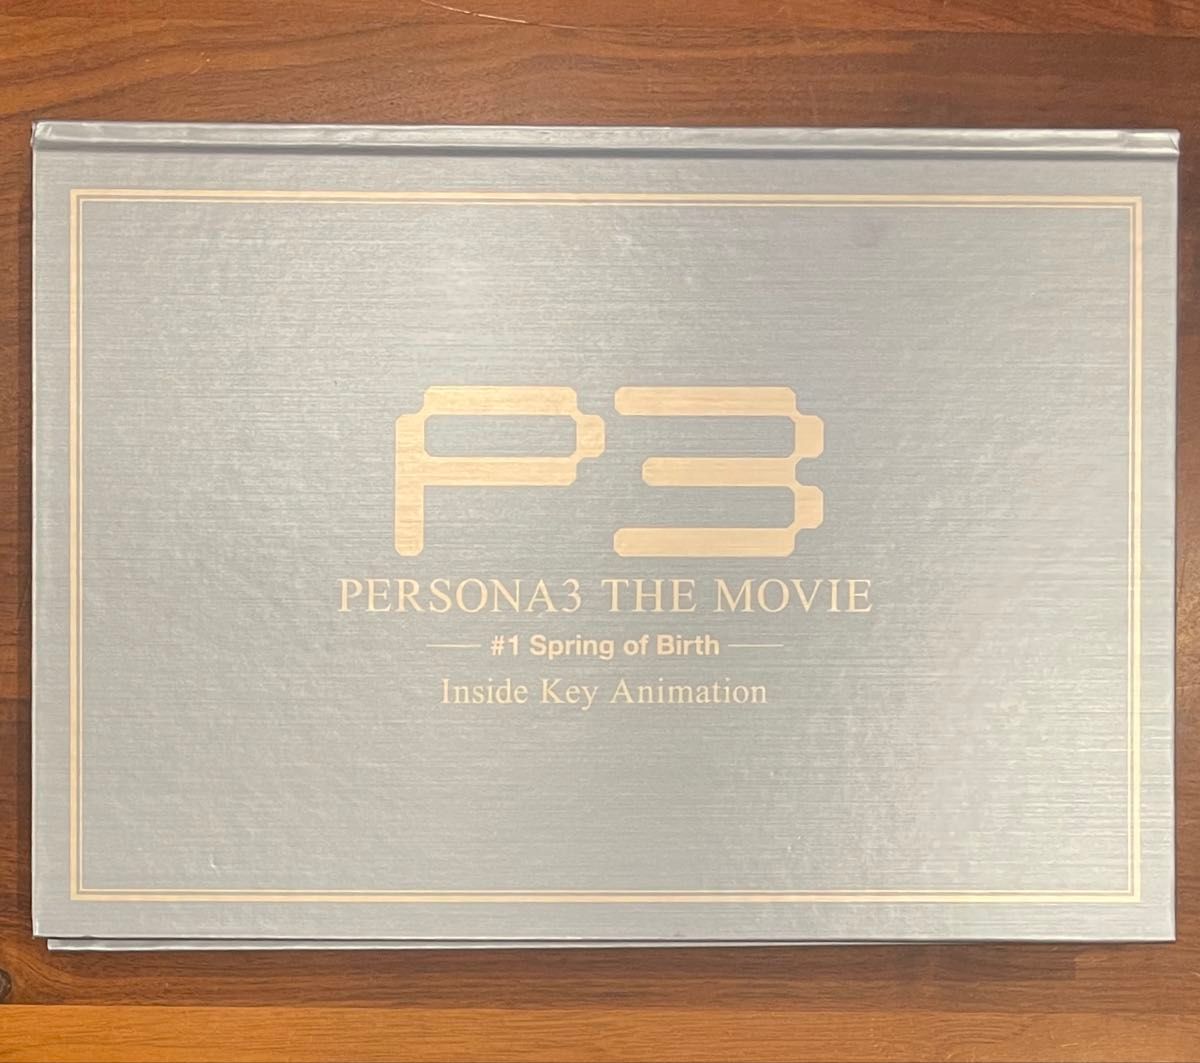 P3
PERSONA3 THE MOVIE
#1 Spring of Birth
Inside Key Animation